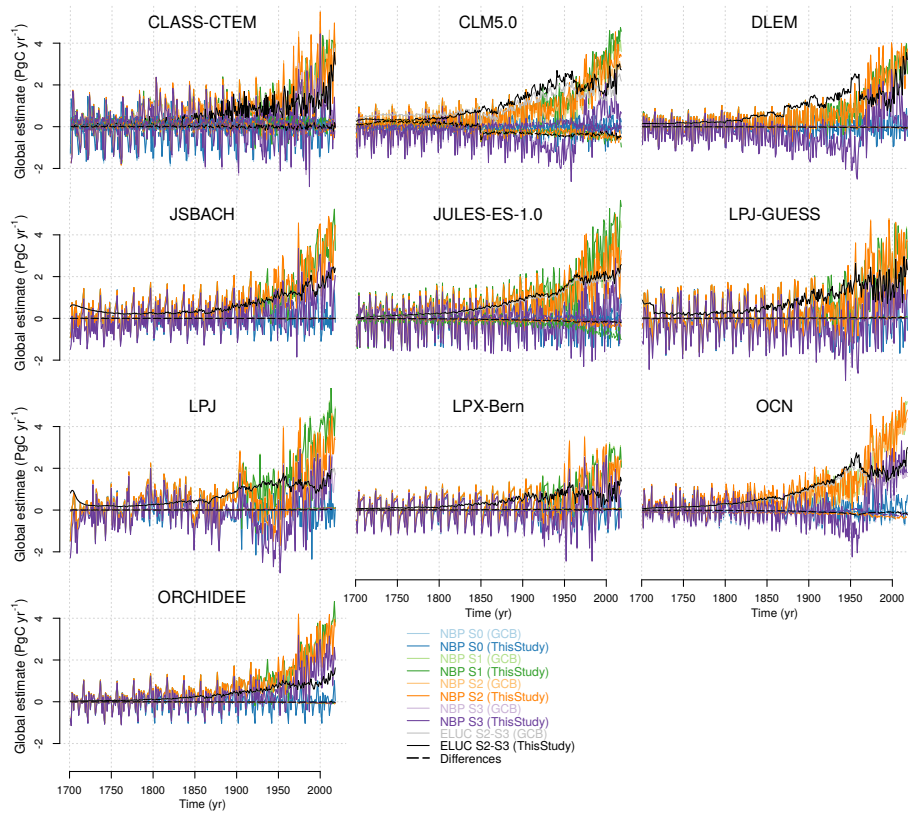 CLASS-CTEM
CLM5.0
DLEM
Global estimate (PgC yr⁻¹)
4
2
0
-2
JSBACH
JULES-ES-1.0
LPJ-GUESS
Global estimate (PgC yr⁻¹)
4
2
0
-2
LPJ
LPX-Bern
OCN
Global estimate (PgC yr⁻¹)
4
2
0
-2
1700 1750 1800 1850 1900 1950 2000
Time (yr)
1700 1750 1800 1850 1900 1950 2000
Time (yr)
ORCHIDEE
Global estimate (PgC yr⁻¹)
4
2
0
-2
1700 1750 1800 1850 1900 1950 2000
Time (yr)
NBP S0 (GCB)
NBP S0 (ThisStudy)
NBP S1 (GCB)
NBP S1 (ThisStudy)
NBP S2 (GCB)
NBP S2 (ThisStudy)
NBP S3 (GCB)
NBP S3 (ThisStudy)
ELUC S2-S3 (GCB)
ELUC S2-S3 (ThisStudy)
Differences